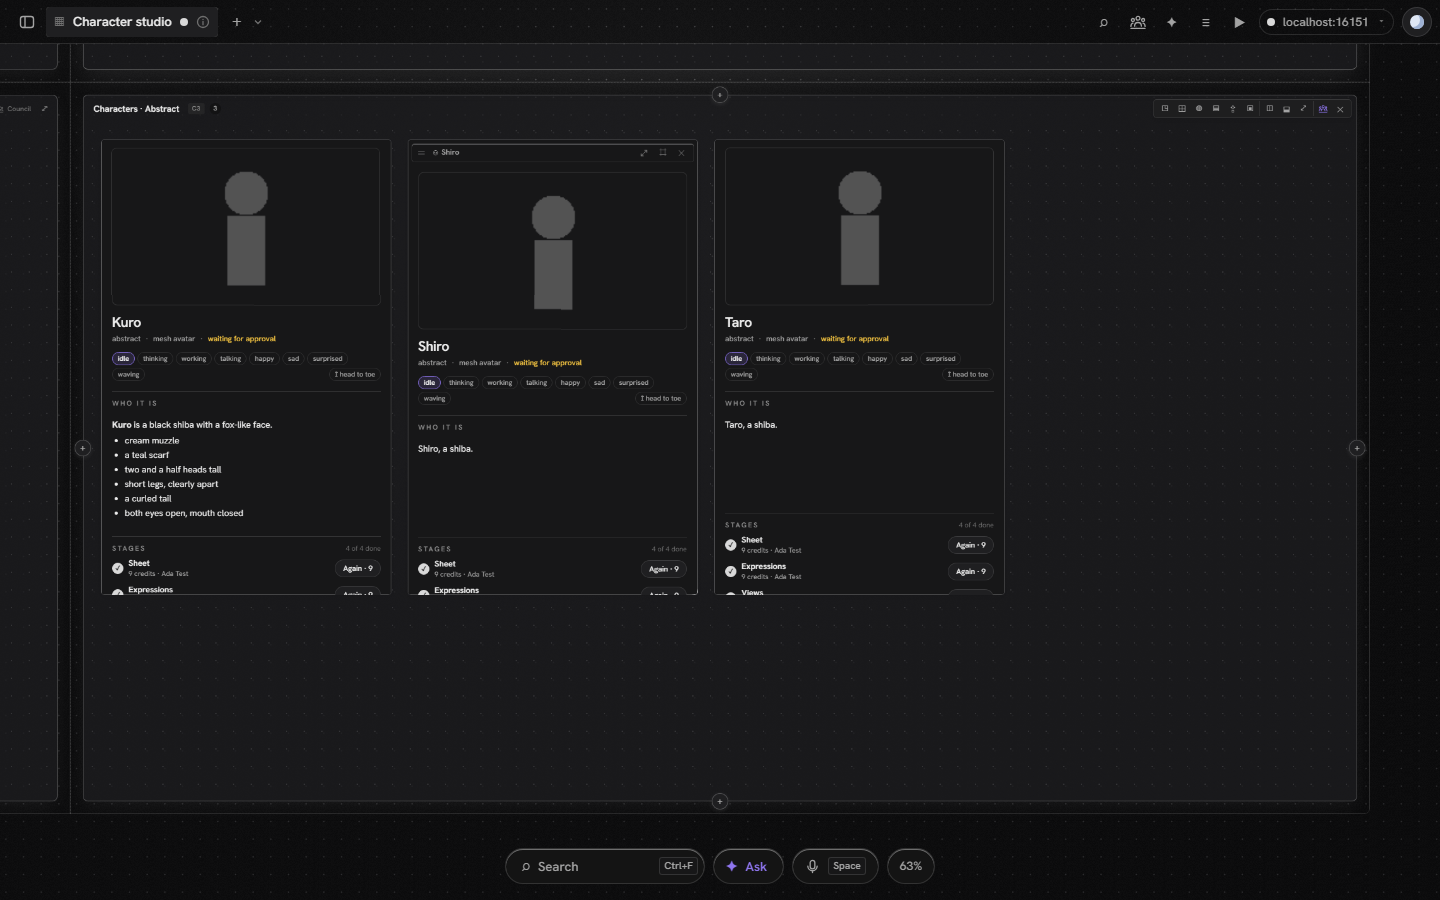 Character studio
localhost:16151
Council
Characters · Abstract C3 3
Kuro
abstract · mesh avatar · waiting for approval
idle thinking working talking happy sad surprised
waving head to toe
WHO IT IS
Kuro is a black shiba with a fox-like face.
• cream muzzle
• a teal scarf
• two and a half heads tall
• short legs, clearly apart
• a curled tail
• both eyes open, mouth closed
STAGES 4 of 4 done
Sheet
9 credits · Ada Test
Again · 9
Expressions
Again · 9
Shiro
Shiro
abstract · mesh avatar · waiting for approval
idle thinking working talking happy sad surprised
waving head to toe
WHO IT IS
Shiro, a shiba.
STAGES 4 of 4 done
Sheet
9 credits · Ada Test
Again · 9
Expressions
Again · 9
Taro
abstract · mesh avatar · waiting for approval
idle thinking working talking happy sad surprised
waving head to toe
WHO IT IS
Taro, a shiba.
STAGES 4 of 4 done
Sheet
9 credits · Ada Test
Again · 9
Expressions
9 credits · Ada Test
Again · 9
Views
Search Ctrl+F
Ask
Space
63%